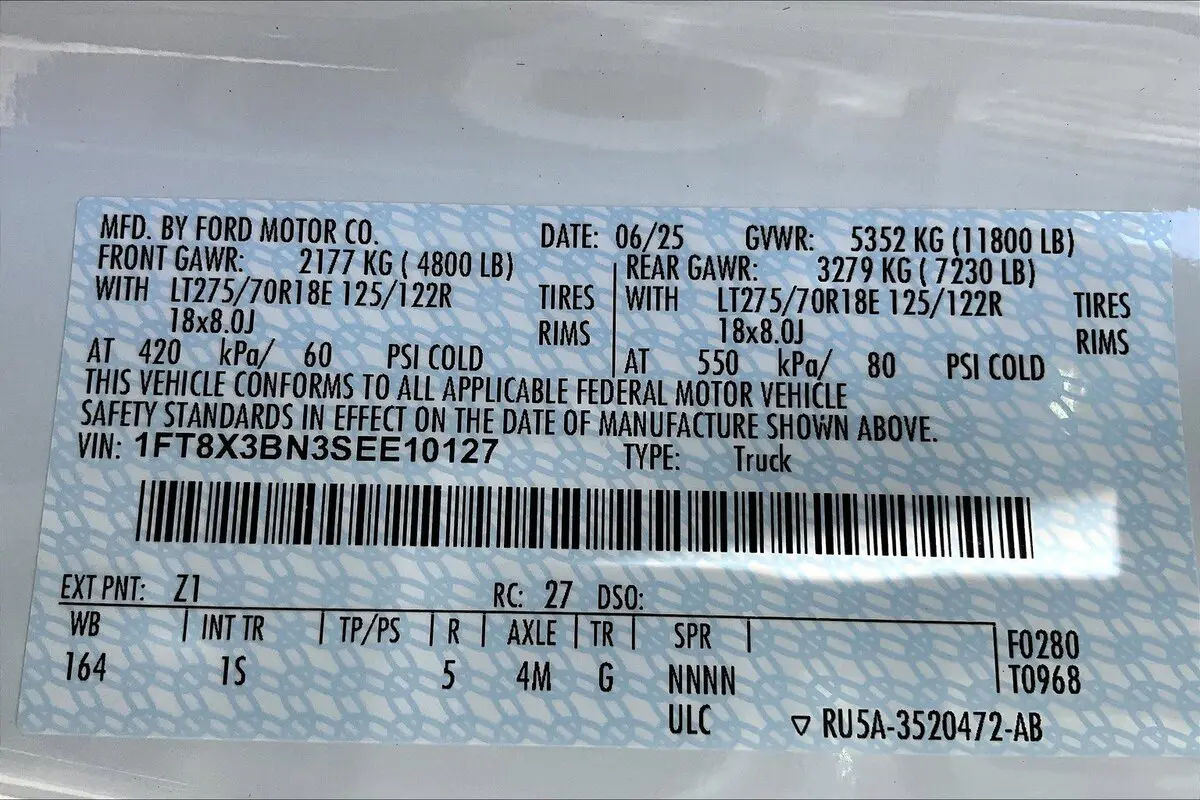 MFD. BY FORD MOTOR CO. DATE: 06/25 GVWR: 5352 KG (11800 LB)
FRONT GAWR: 2177 KG ( 4800 LB) REAR GAWR: 3279 KG ( 7230 LB)
WITH LT275/70R18E 125/122R TIRES WITH LT275/70R18E 125/122R TIRES
18x8.0J RIMS 18x8.0J RIMS
AT 420 kPa/ 60 PSI COLD AT 550 kPa/ 80 PSI COLD
THIS VEHICLE CONFORMS TO ALL APPLICABLE FEDERAL MOTOR VEHICLE
SAFETY STANDARDS IN EFFECT ON THE DATE OF MANUFACTURE SHOWN ABOVE.
VIN: 1FT8X3BN3SEE10127 TYPE: Truck
EXT PNT: Z1 RC: 27 DSO:
WB INT TR TP/PS R AXLE TR SPR F0280
164 1S 5 4M G NNNN T0968
ULC ▽ RU5A-3520472-AB